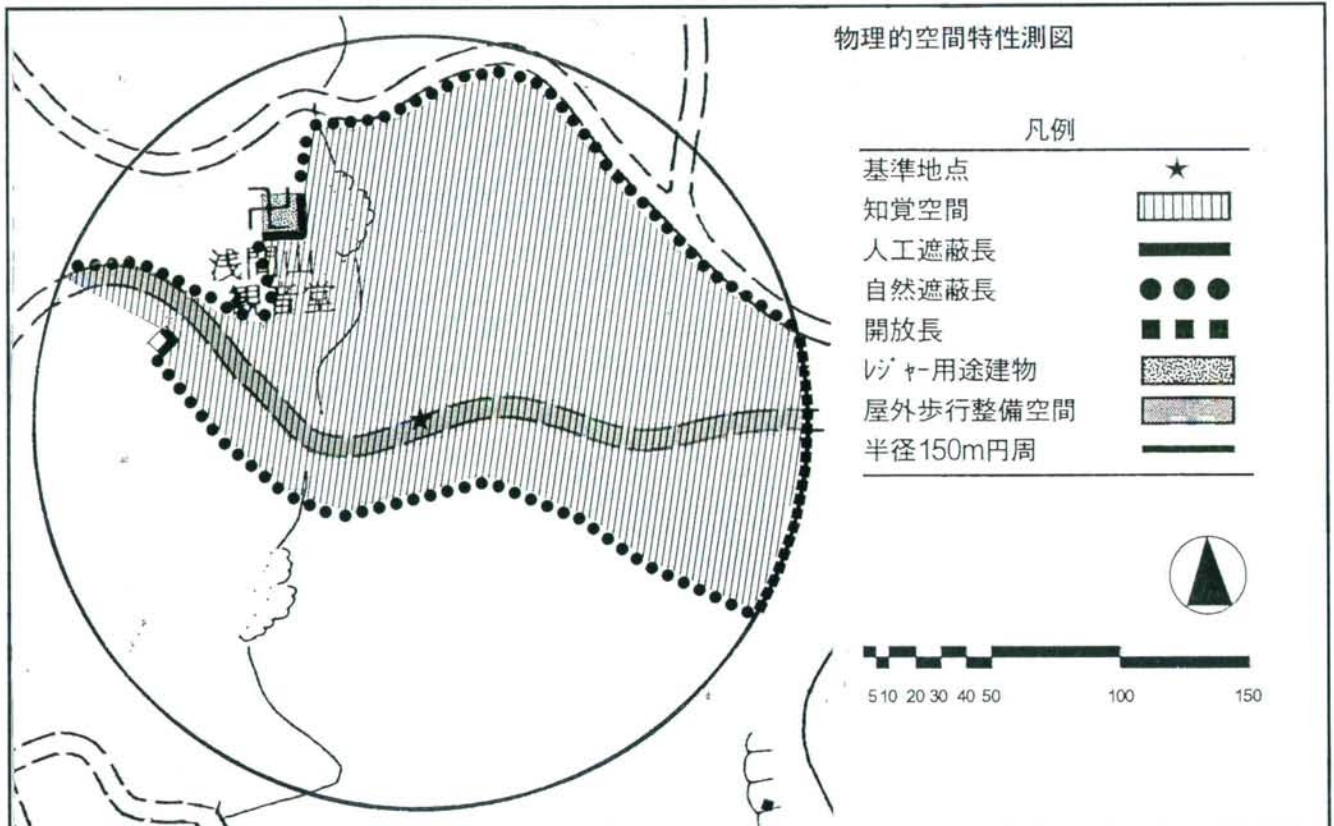 物理的空間特性測図
凡例
基準地点
知覚空間
人工遮蔽長
自然遮蔽長
開放長
レジャー用途建物
屋外歩行整備空間
半径150m円周
浅間山
観音堂
5 10 20 30 40 50 100 150